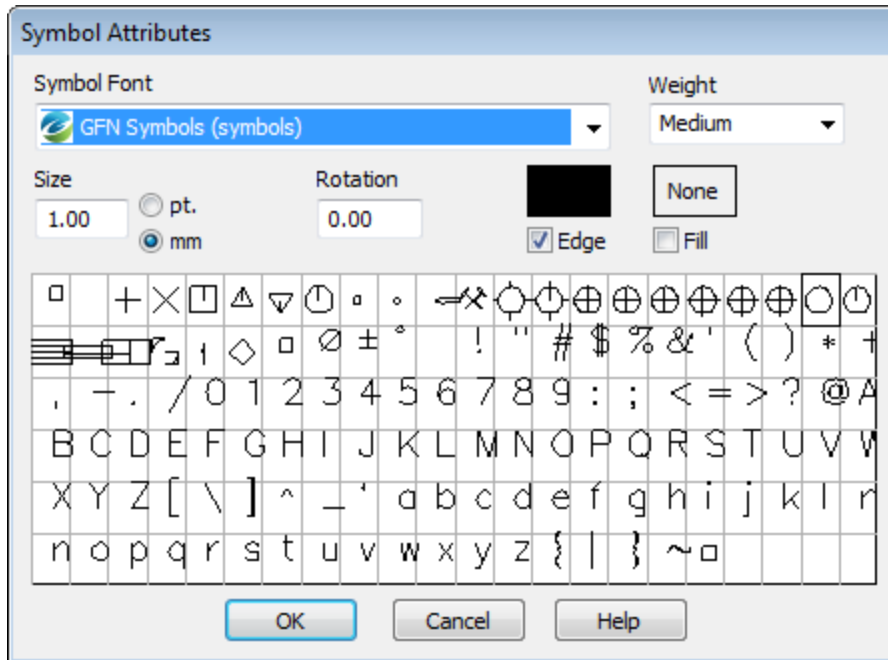 Symbol Attributes
Symbol Font
Weight
GFN Symbols (symbols)
Medium
Size
Rotation
1.00
pt.
mm
0.00
None
Edge
Fill
! " # $ % & ' ( ) * +
, - . / 0 1 2 3 4 5 6 7 8 9 : ; < = > ? @ A
B C D E F G H I J K L M N O P Q R S T U V W
X Y Z [ \ ] ^ _ ' a b c d e f g h i j k l m
n o p q r s t u v w x y z { | } ~
OK
Cancel
Help